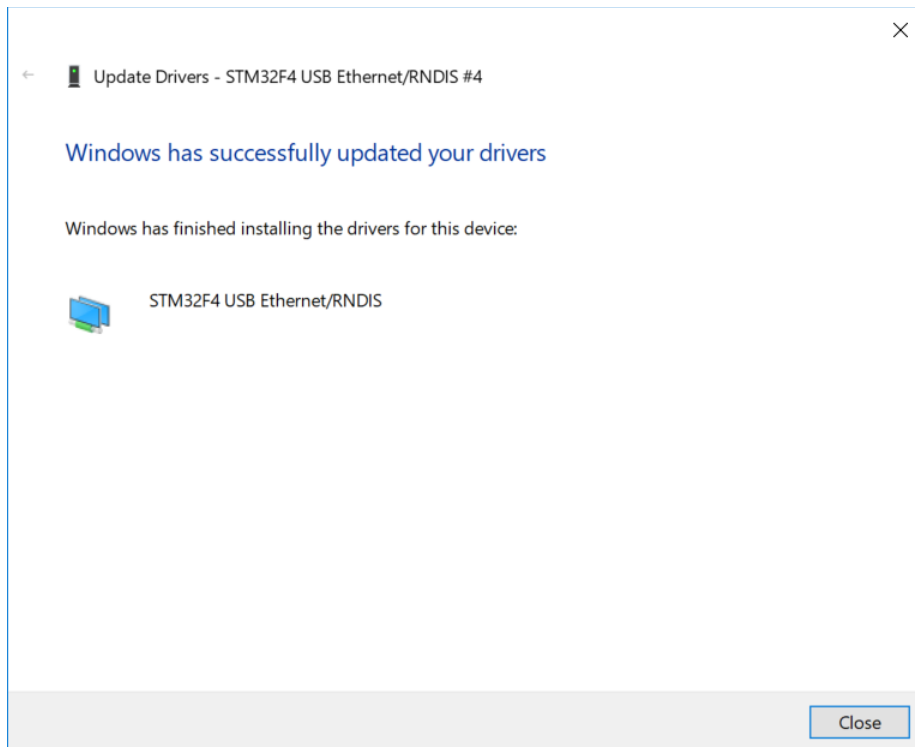 Update Drivers - STM32F4 USB Ethernet/RNDIS #4
Windows has successfully updated your drivers
Windows has finished installing the drivers for this device:
STM32F4 USB Ethernet/RNDIS
Close